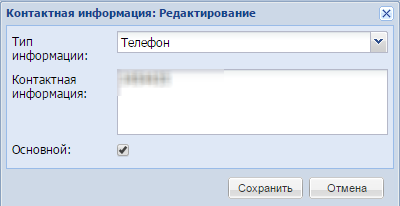 Контактная информация: Редактирование
Тип информации:
Телефон
Контактная информация:
Основной:
Сохранить
Отмена